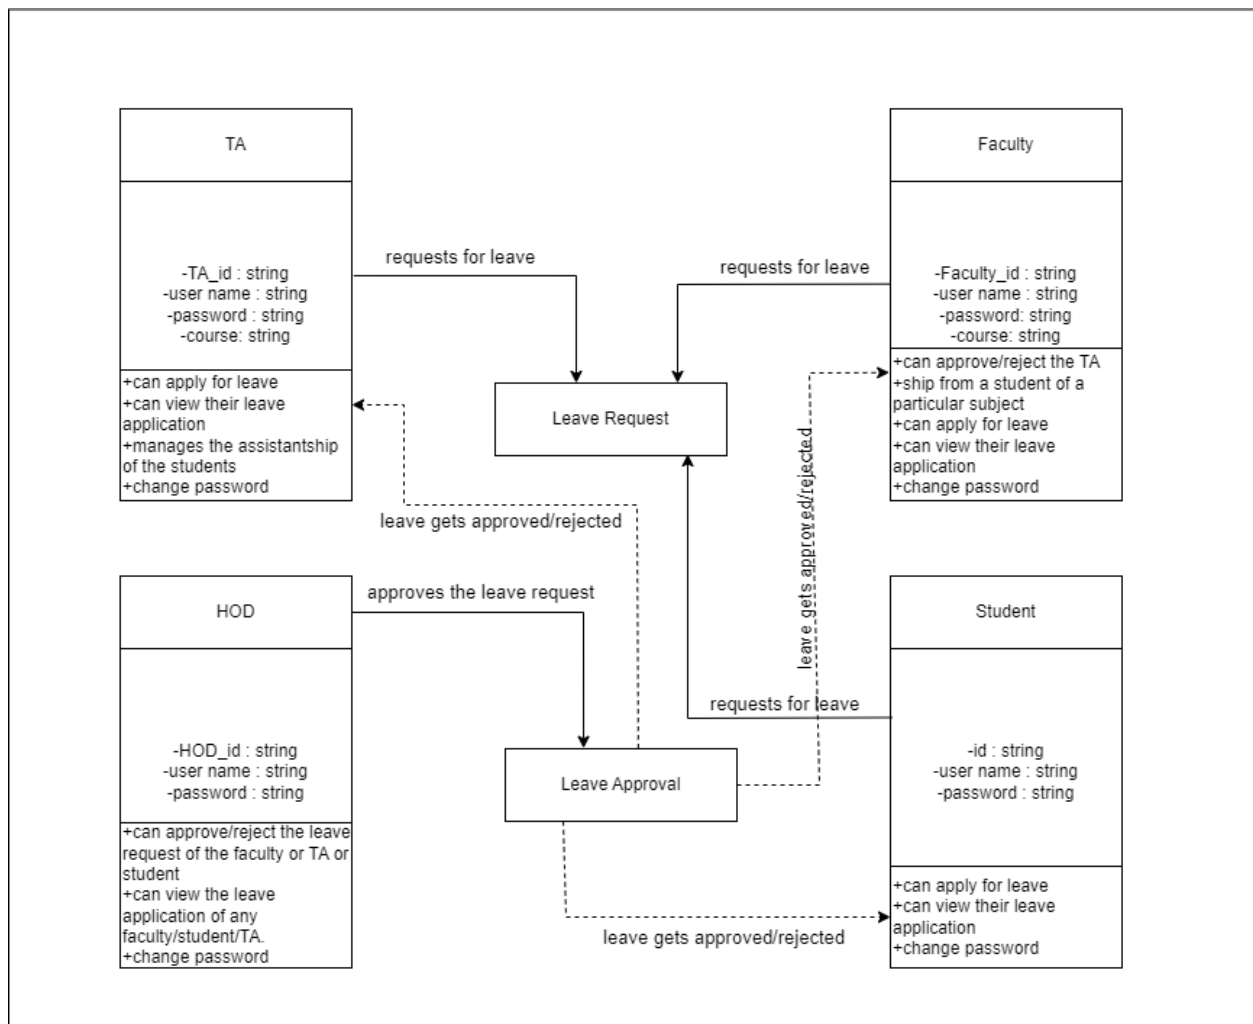 TA
-TA_id : string
-user name : string
-password : string
-course: string
+can apply for leave
+can view their leave
application
+manages the assistantship
of the students
+change password
requests for leave
requests for leave
Leave Request
Faculty
-Faculty_id : string
-user name : string
-password: string
-course: string
+can approve/reject the TA
+ship from a student of a
particular subject
+can apply for leave
+can view their leave
application
+change password
leave gets approved/rejected
leave gets approved/rejected
HOD
-HOD_id : string
-user name : string
-password : string
+can approve/reject the leave
request of the faculty or TA or
student
+can view the leave
application of any
faculty/student/TA.
+change password
approves the leave request
requests for leave
Leave Approval
leave gets approved/rejected
Student
-id : string
-user name : string
-password : string
+can apply for leave
+can view their leave
application
+change password